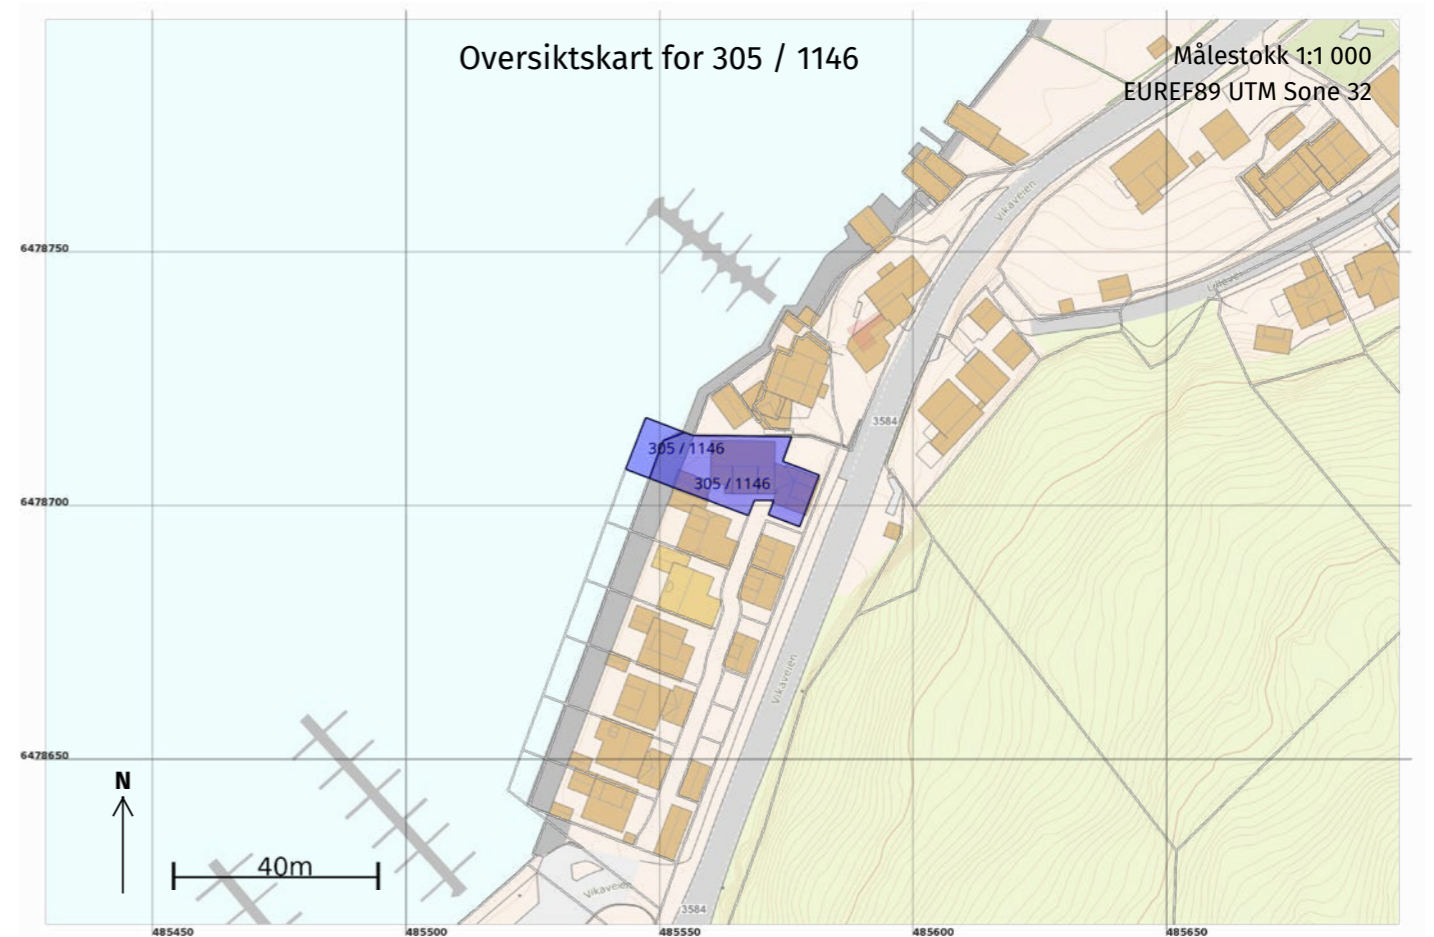 Oversiktskart for 305 / 1146
Målestokk 1:1 000
EUREF89 UTM Sone 32
Vikaveien
6478750
3584
305 / 1146
305 / 1146
6478700
Vikaveien
6478650
N
40m
Vikaveien
3584
485450
485500
485550
485600
485650